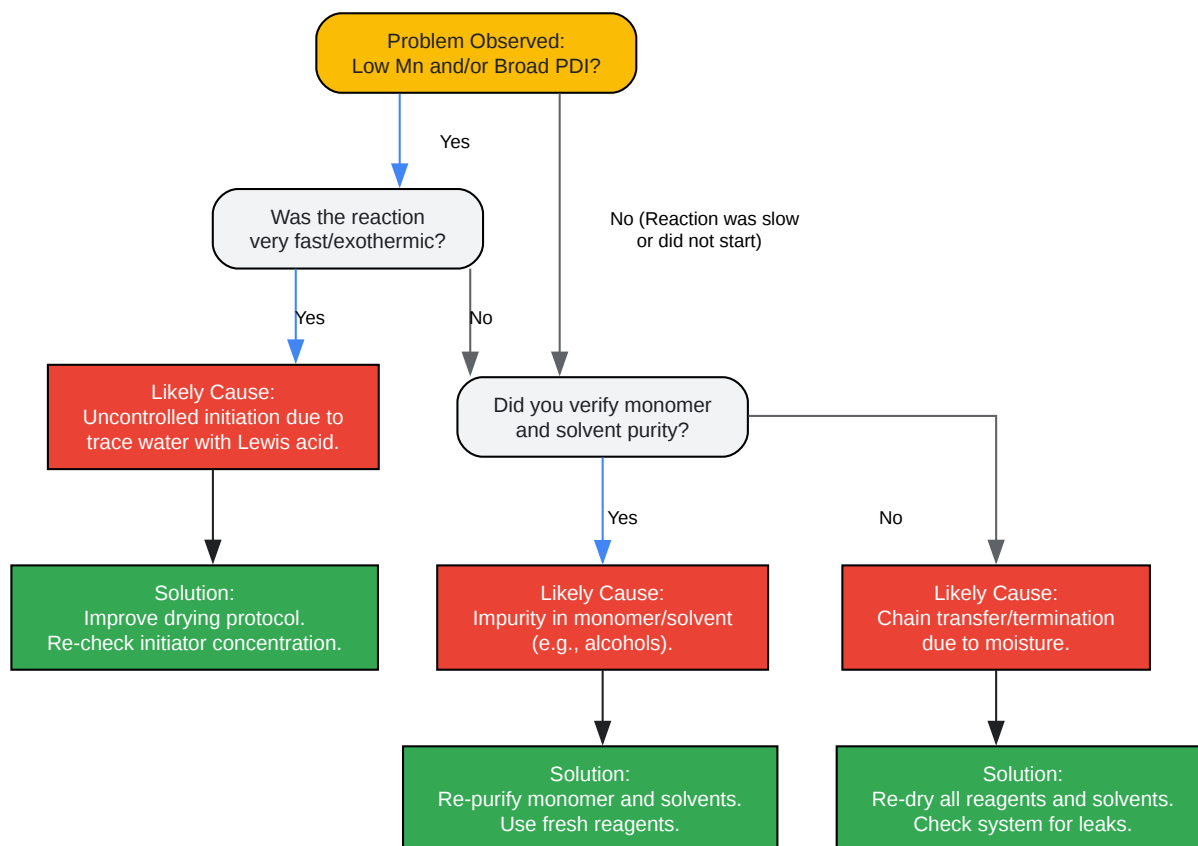 Problem Observed:
Low Mn and/or Broad PDI?
Yes
Was the reaction
very fast/exothermic?
No (Reaction was slow
or did not start)
Yes
No
Likely Cause:
Uncontrolled initiation due to
trace water with Lewis acid.
Did you verify monomer
and solvent purity?
Yes
No
Solution:
Improve drying protocol.
Re-check initiator concentration.
Likely Cause:
Impurity in monomer/solvent
(e.g., alcohols).
Likely Cause:
Chain transfer/termination
due to moisture.
Solution:
Re-purify monomer and solvents.
Use fresh reagents.
Solution:
Re-dry all reagents and solvents.
Check system for leaks.